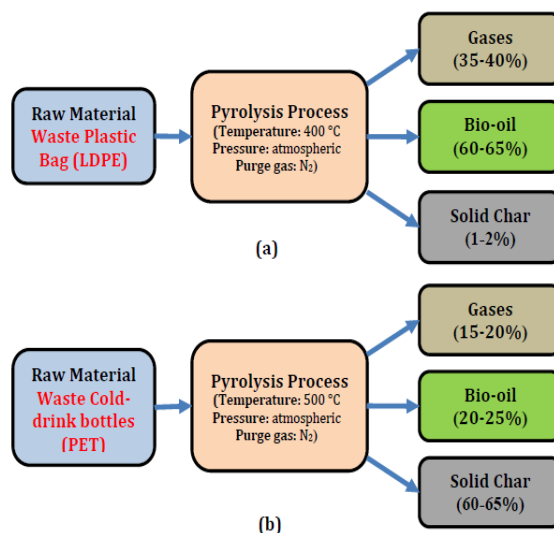 Gases
(35-40%)
Raw Material
Waste Plastic
Bag (LDPE)
Pyrolysis Process
(Temperature: 400 °C
Pressure: atmospheric
Purge gas: N₂)
Bio-oil
(60-65%)
Solid Char
(1-2%)
(a)
Gases
(15-20%)
Raw Material
Waste Cold-
drink bottles
(PET)
Pyrolysis Process
(Temperature: 500 °C
Pressure: atmospheric
Purge gas: N₂)
Bio-oil
(20-25%)
Solid Char
(60-65%)
(b)